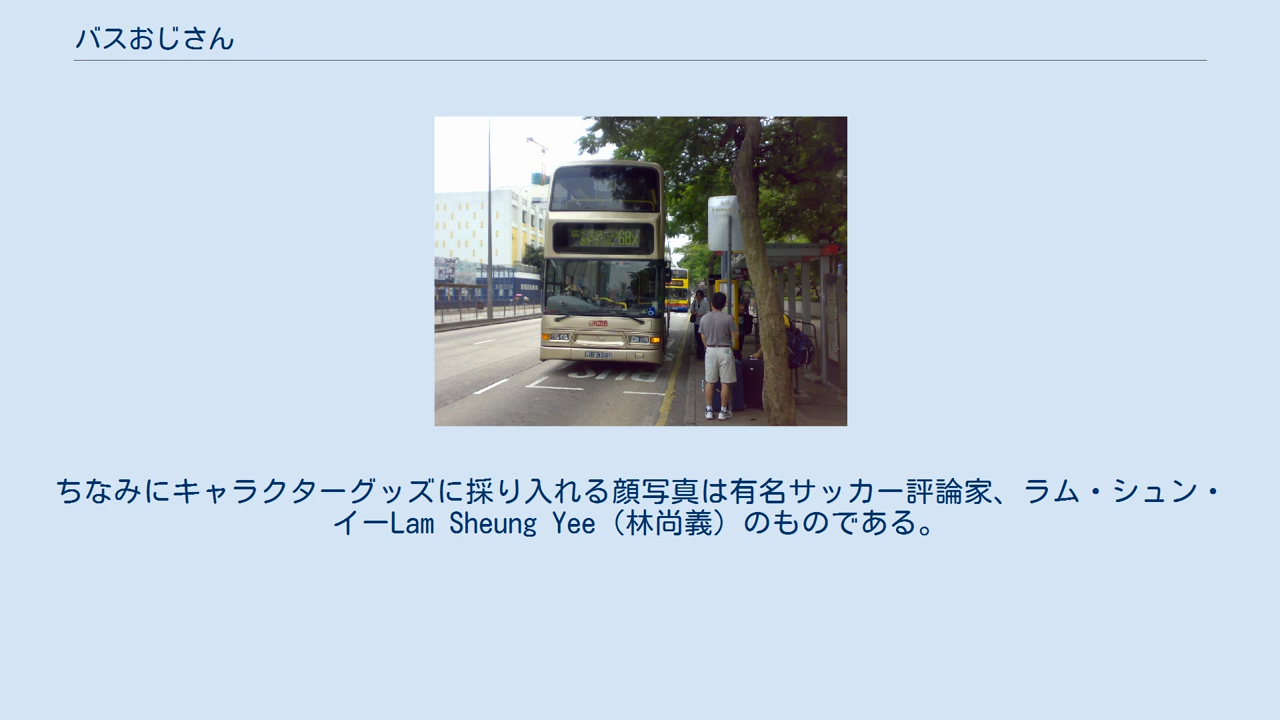 バスおじさん
68X
KMB
ちなみにキャラクターグッズに採り入れる顔写真は有名サッカー評論家、ラム・シュン・
イーLam Sheung Yee（林尚義）のものである。